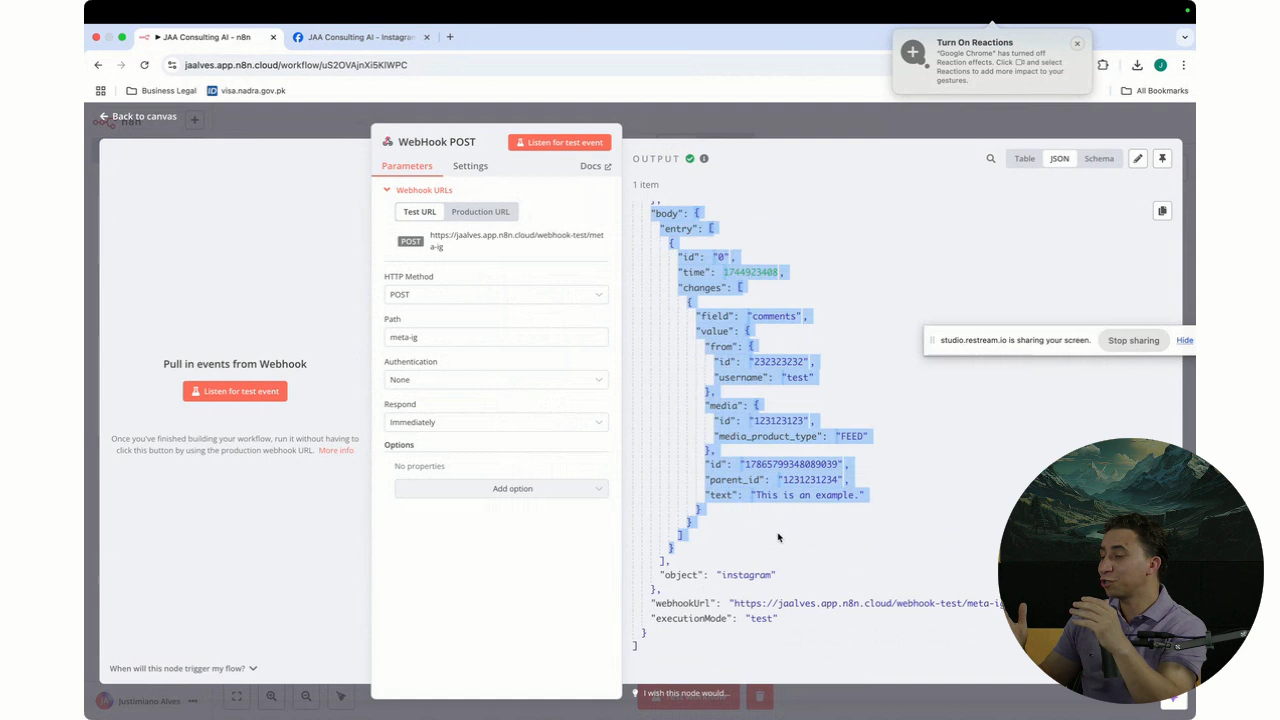 JAA Consulting AI - n8n
JAA Consulting AI - Instagram
jaalves.app.n8n.cloud/workflow/uS2OVAjnXi5KIWPC
Turn On Reactions
"Google Chrome" has turned off
Reaction effects. Click and select
Reactions to add more impact to your
gestures.
Business Legal
visa.nadra.gov.pk
All Bookmarks
Back to canvas
WebHook POST
Listen for test event
Parameters
Settings
Docs
Webhook URLs
Test URL
Production URL
POST
https://jaalves.app.n8n.cloud/webhook-test/met
a-ig
HTTP Method
POST
Path
meta-ig
Authentication
None
Respond
Immediately
Options
No properties
Add option
Pull in events from Webhook
Listen for test event
Once you've finished building your workflow, run it without having to
click this button by using the production webhook URL. More info
When will this node trigger my flow?
OUTPUT
Table
JSON
Schema
1 item
},
"body": {
"entry": [
{
"id": "0",
"time": 1744923408,
"changes": [
{
"field": "comments",
"value": {
"from": {
"id": "232323232",
"username": "test"
},
"media": {
"id": "123123123",
"media_product_type": "FEED"
},
"id": "17865799348089039",
"parent_id": "1231231234",
"text": "This is an example."
}
}
]
}
],
"object": "instagram"
},
"webhookUrl": "https://jaalves.app.n8n.cloud/webhook-test/meta-ig
"executionMode": "test"
}
]
studio.restream.io is sharing your screen.
Stop sharing
Hide
I wish this node would...
Justimiano Alves